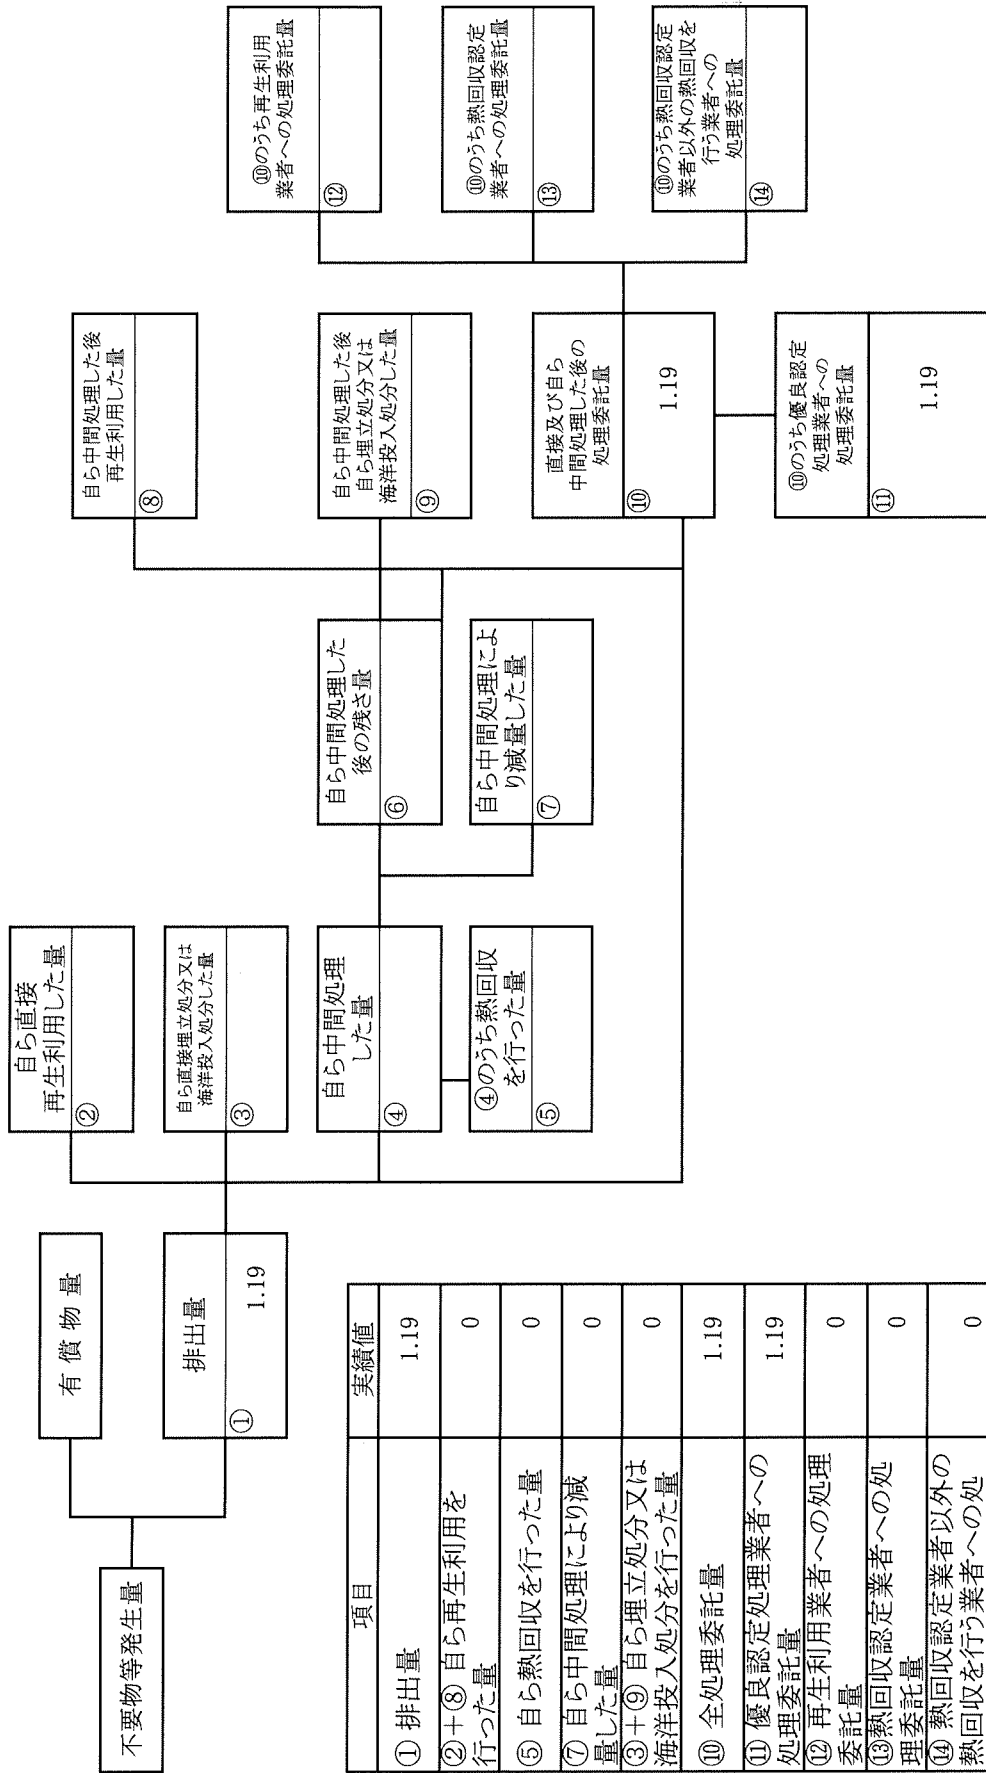 不要物等発生量
有 償 物 量
排出量
①
1.19
自ら直接
再生利用した量
②
自ら直接埋立処分又は
海洋投入処分した量
③
自ら中間処理
した量
④
④のうち熱回収
を行った量
⑤
自ら中間処理した
後の残さ量
⑥
自ら中間処理によ
り減量した量
⑦
自ら中間処理した後
再生利用した量
⑧
自ら中間処理した後
自ら埋立処分又は
海洋投入処分した量
⑨
直接及び自ら
中間処理した後の
処理委託量
⑩
1.19
⑩のうち優良認定
処理業者への
処理委託量
⑪
1.19
⑩のうち再生利用
業者への処理委託量
⑫
⑩のうち熱回収認定
業者への処理委託量
⑬
⑩のうち熱回収認定
業者以外の熱回収を
行う業者への
処理委託量
⑭
項目 実績値
① 排出量 1.19
②＋⑧ 自ら再生利用を
行った量 0
⑤ 自ら熱回収を行った量 0
⑦ 自ら中間処理により減
量した量 0
③＋⑨ 自ら埋立処分又は
海洋投入処分を行った量 0
⑩ 全処理委託量 1.19
⑪ 優良認定処理業者への
処理委託量 1.19
⑫ 再生利用業者への処理
委託量 0
⑬熱回収認定業者への処
理委託量 0
⑭ 熱回収認定業者以外の
熱回収を行う業者への処 0